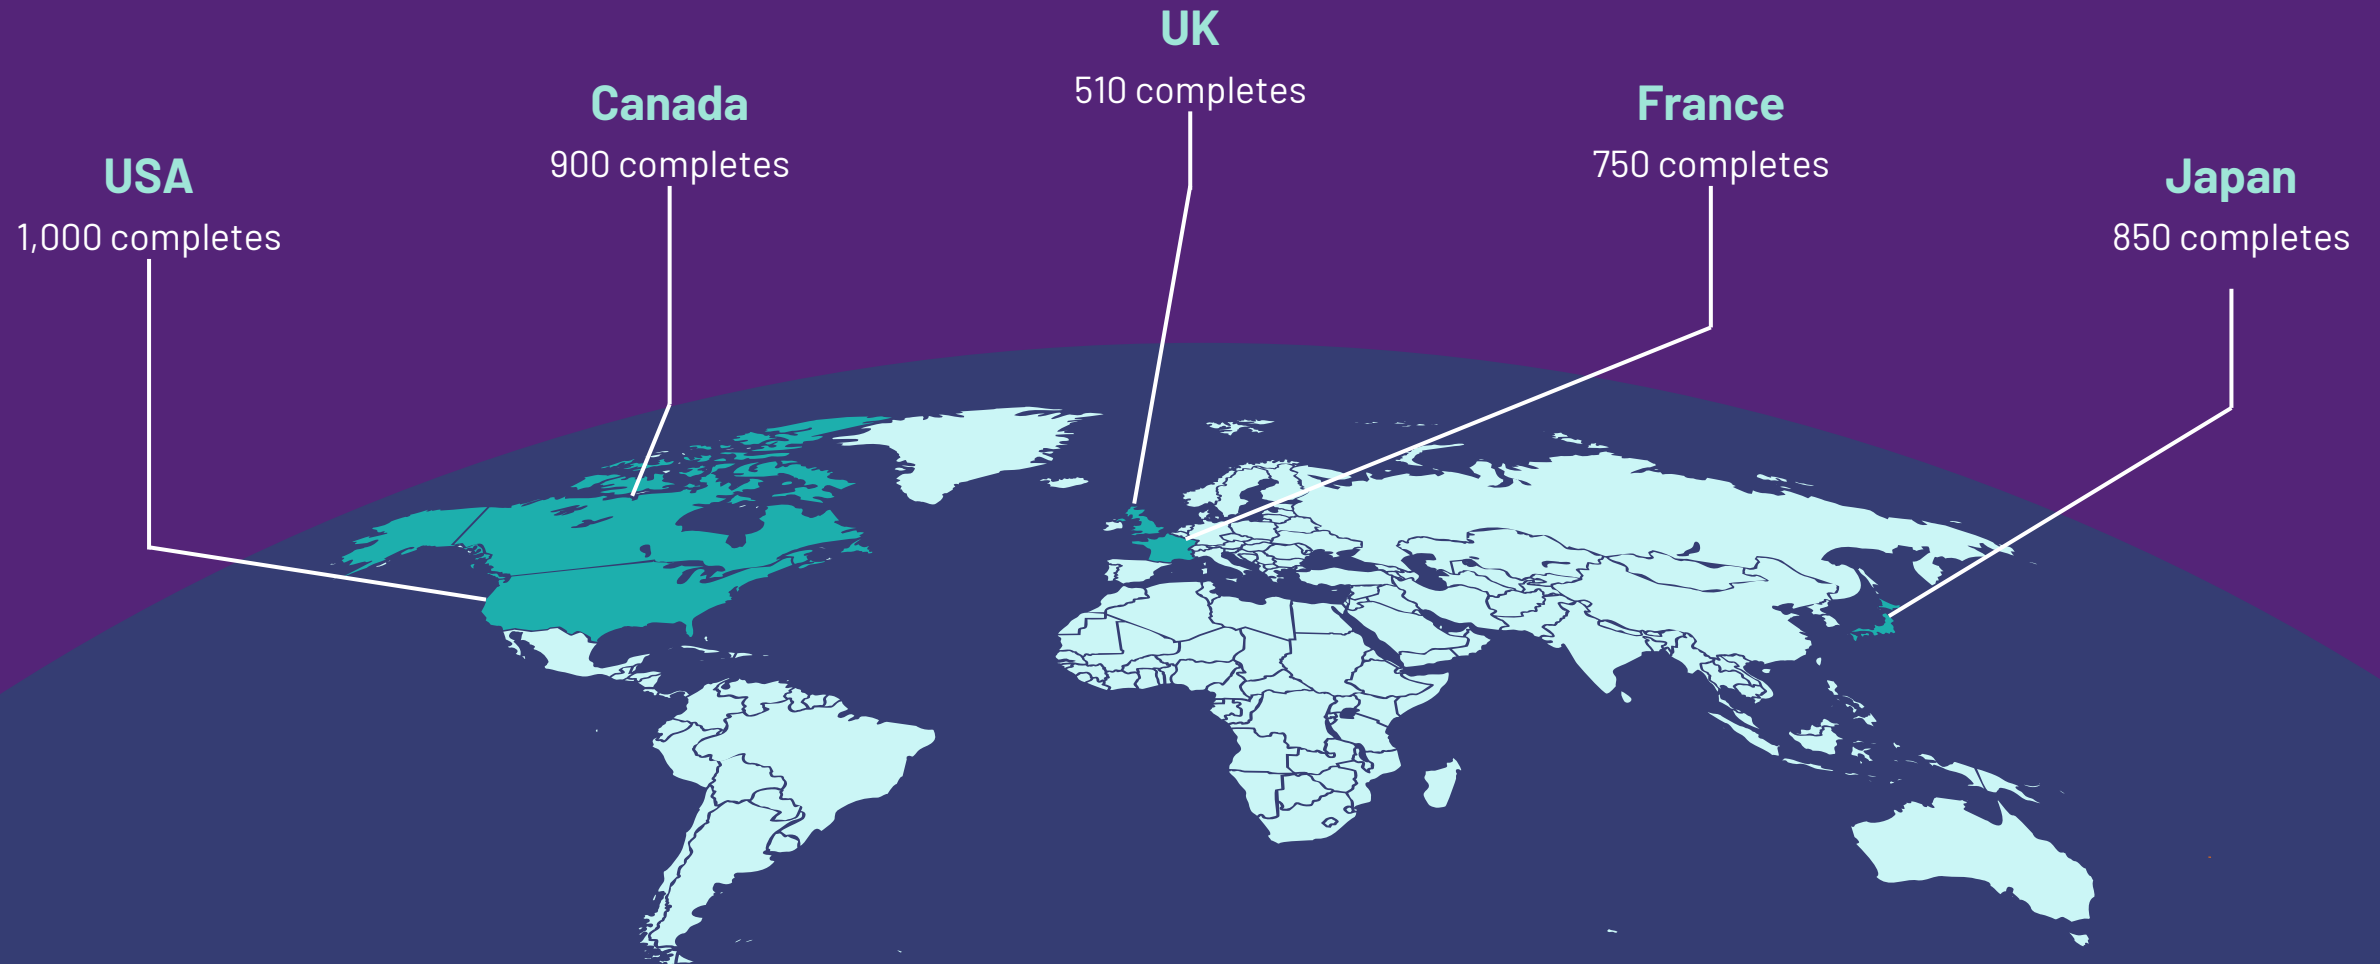 USA
1,000 completes
Canada
900 completes
UK
510 completes
France
750 completes
Japan
850 completes